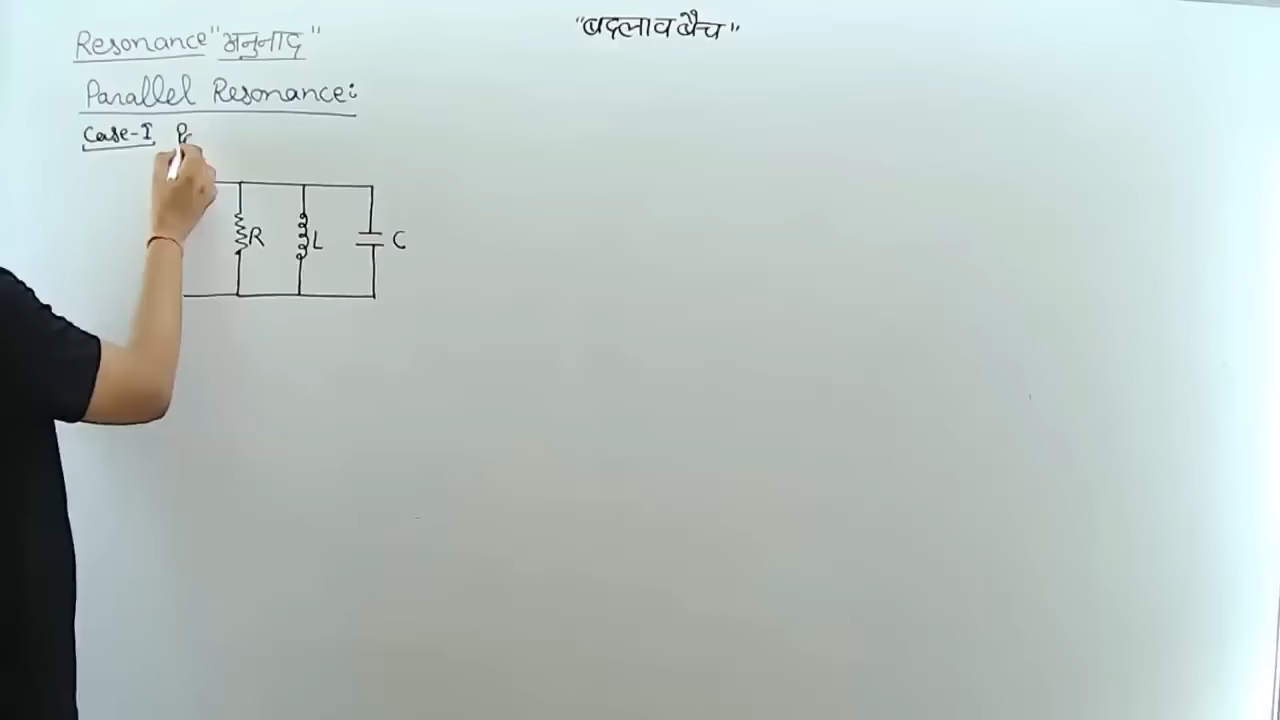 "बदलाव बैच"
Resonance "अनुनाद"
Parallel Resonance:
Case-I
R
L
C